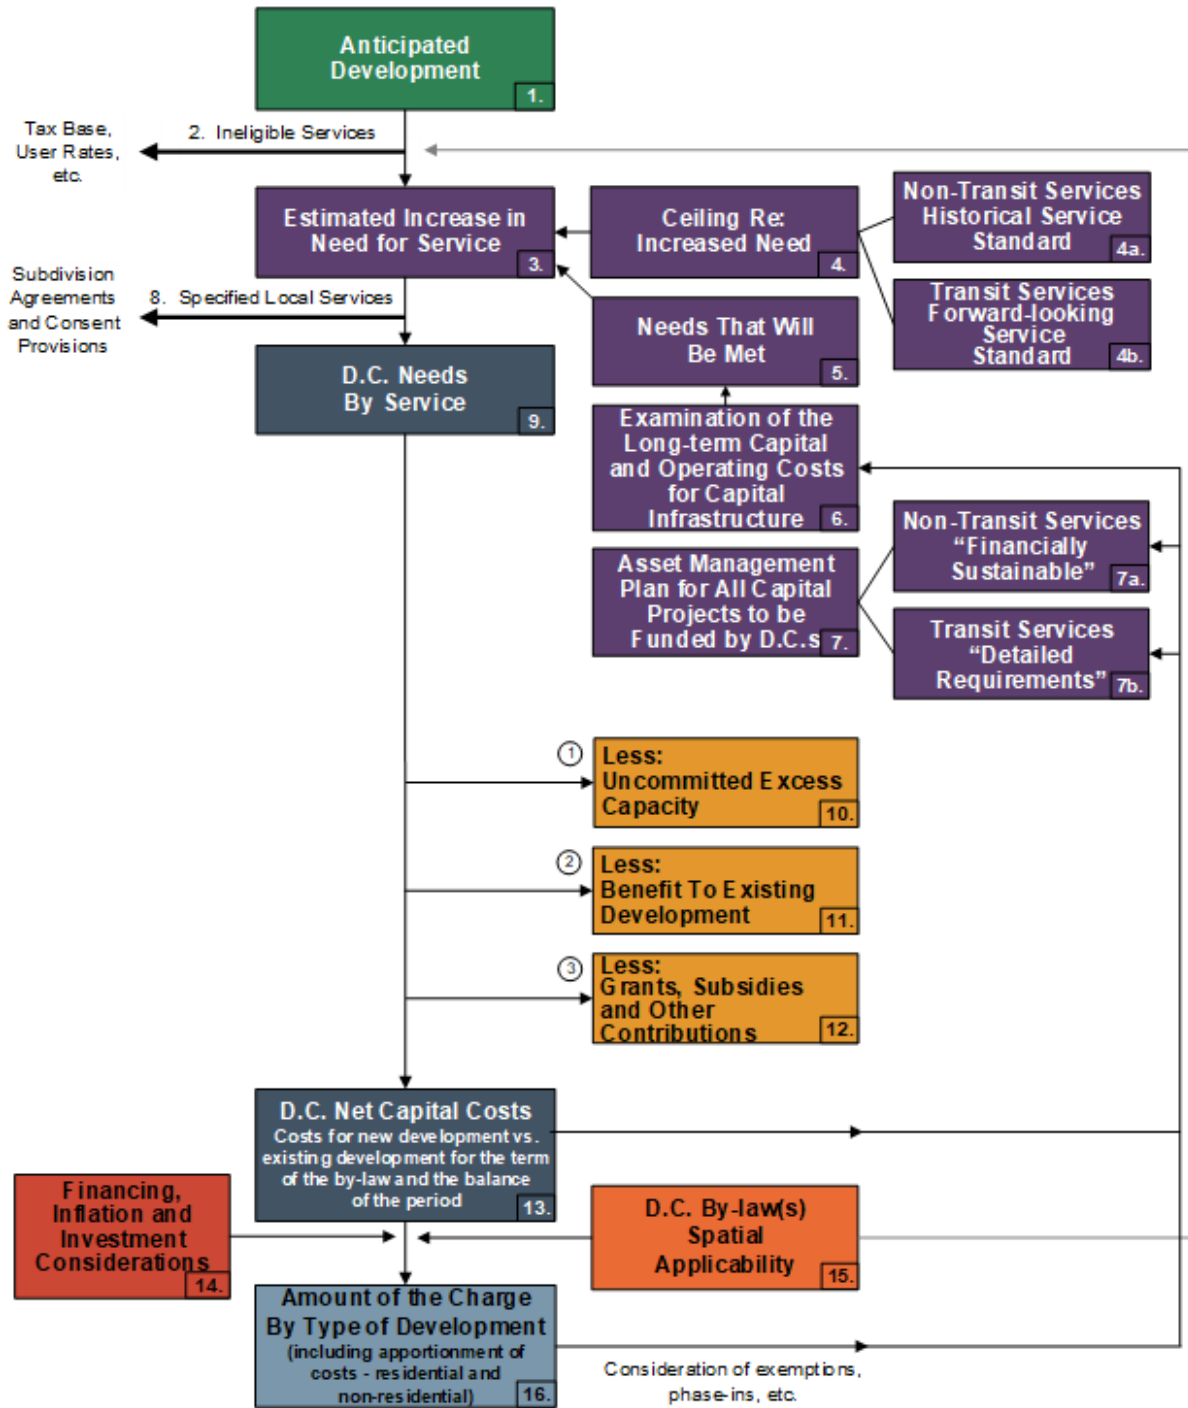 Anticipated
Development
1.
Tax Base,
User Rates,
etc.
2. Ineligible Services
Estimated Increase in
Need for Service
3.
Ceiling Re:
Increased Need
4.
Non-Transit Services
Historical Service
Standard
4a.
Transit Services
Forward-looking
Service
Standard
4b.
Subdivision
Agreements
and Consent
Provisions
8. Specified Local Services
Needs That Will
Be Met
5.
D.C. Needs
By Service
9.
Examination of the
Long-term Capital
and Operating Costs
for Capital
Infrastructure
6.
Asset Management
Plan for All Capital
Projects to be
Funded by D.C.s
7.
Non-Transit Services
“Financially
Sustainable”
7a.
Transit Services
“Detailed
Requirements”
7b.
1
Less:
Uncommitted Excess
Capacity
10.
2
Less:
Benefit To Existing
Development
11.
3
Less:
Grants, Subsidies
and Other
Contributions
12.
D.C. Net Capital Costs
Costs for new development vs.
existing development for the term
of the by-law and the balance
of the period
13.
Financing,
Inflation and
Investment
Considerations
14.
D.C. By-law(s)
Spatial
Applicability
15.
Amount of the Charge
By Type of Development
(including apportionment of
costs - residential and
non-residential)
16.
Consideration of exemptions,
phase-ins, etc.